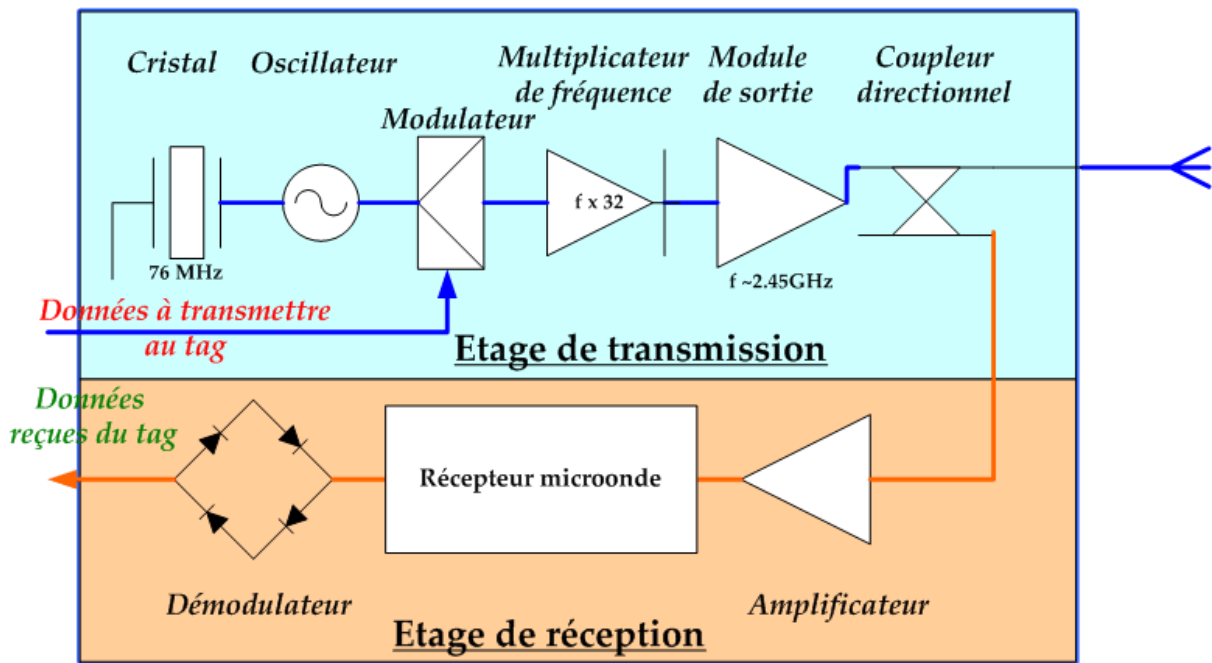 Cristal
Oscillateur
Modulateur
Multiplicateur
de fréquence
Module
de sortie
Coupleur
directionnel
f x 32
76 MHz
f ~2.45GHz
Données à transmettre
au tag
Etage de transmission
Données
reçues du tag
Récepteur microonde
Démodulateur
Amplificateur
Etage de réception